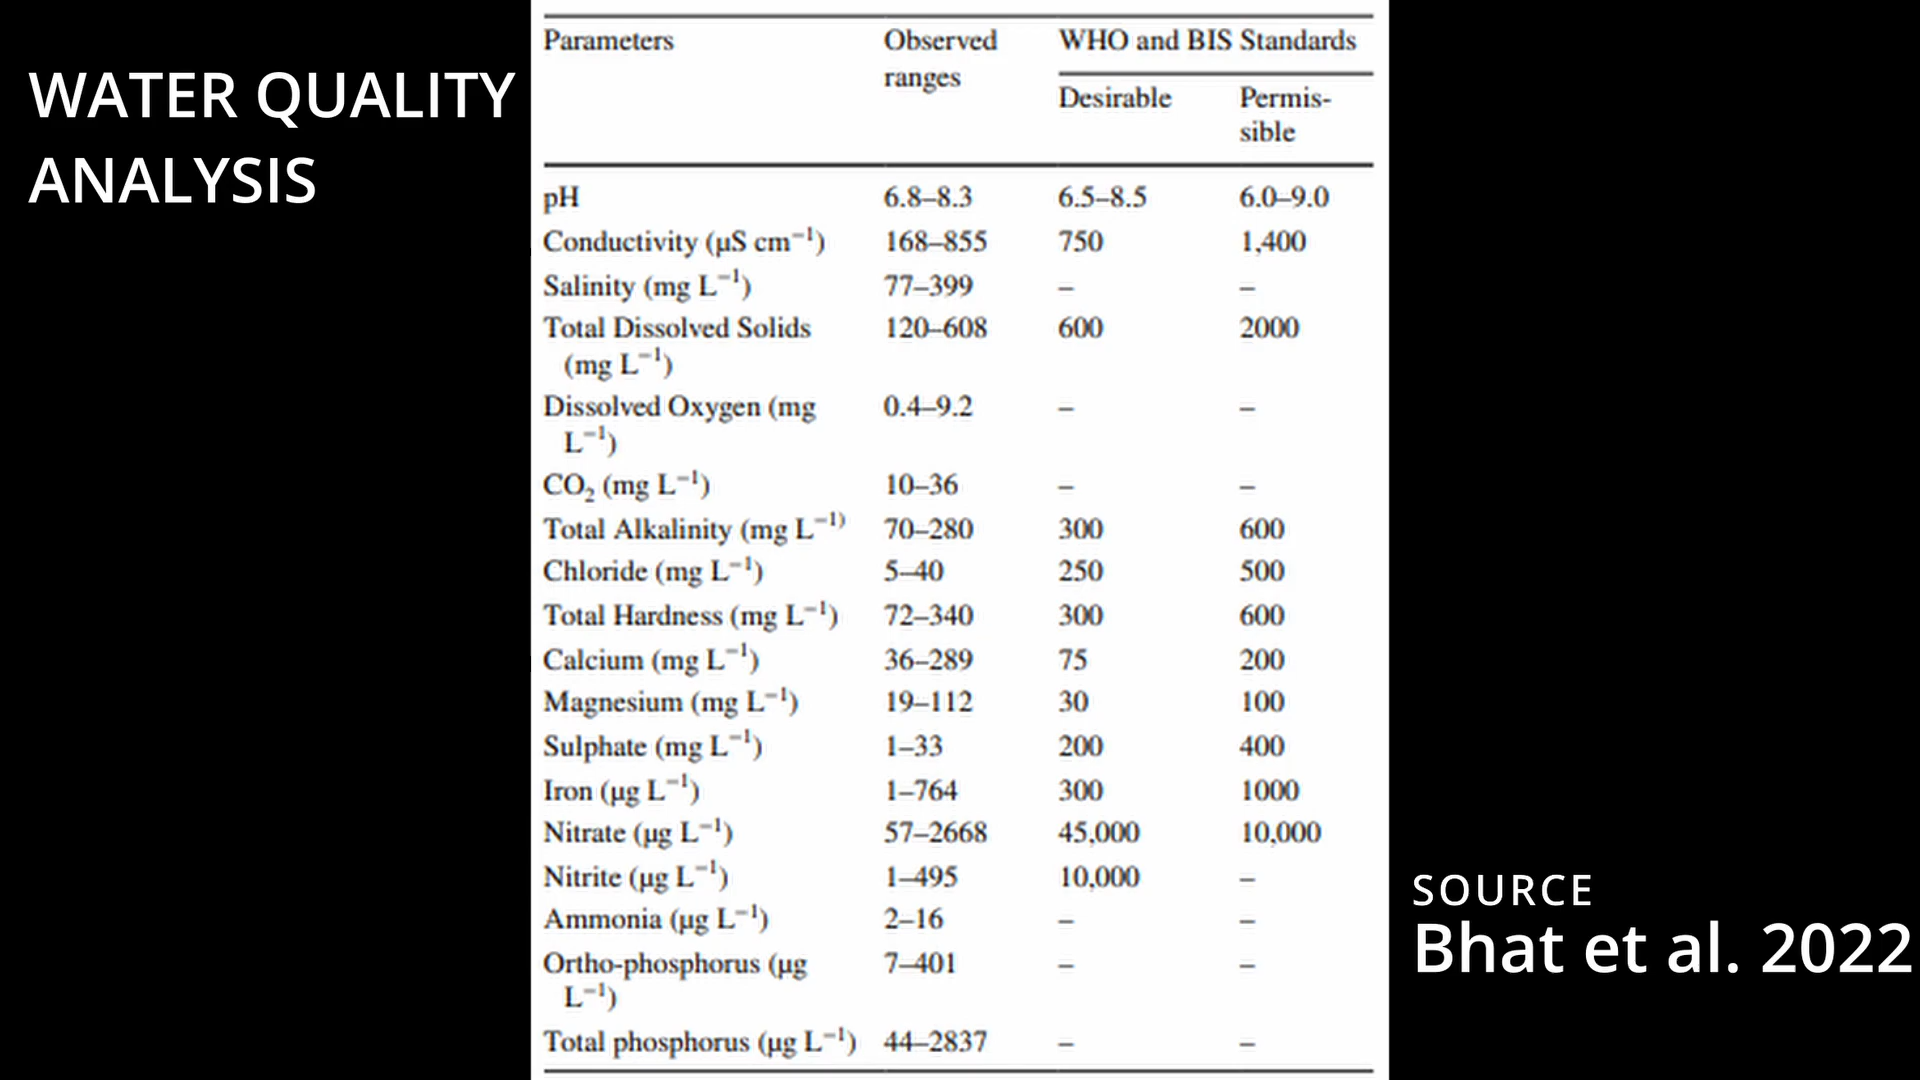 WATER QUALITY
ANALYSIS
Parameters Observed ranges WHO and BIS Standards
Desirable Permis-
sible
pH 6.8–8.3 6.5–8.5 6.0–9.0
Conductivity (µS cm⁻¹) 168–855 750 1,400
Salinity (mg L⁻¹) 77–399 – –
Total Dissolved Solids 120–608 600 2000
(mg L⁻¹)
Dissolved Oxygen (mg 0.4–9.2 – –
L⁻¹)
CO₂ (mg L⁻¹) 10–36 – –
Total Alkalinity (mg L⁻¹⁾ 70–280 300 600
Chloride (mg L⁻¹) 5–40 250 500
Total Hardness (mg L⁻¹) 72–340 300 600
Calcium (mg L⁻¹) 36–289 75 200
Magnesium (mg L⁻¹) 19–112 30 100
Sulphate (mg L⁻¹) 1–33 200 400
Iron (µg L⁻¹) 1–764 300 1000
Nitrate (µg L⁻¹) 57–2668 45,000 10,000
Nitrite (µg L⁻¹) 1–495 10,000 –
Ammonia (µg L⁻¹) 2–16 – –
Ortho-phosphorus (µg 7–401 – –
L⁻¹)
Total phosphorus (µg L⁻¹) 44–2837 – –
SOURCE
Bhat et al. 2022